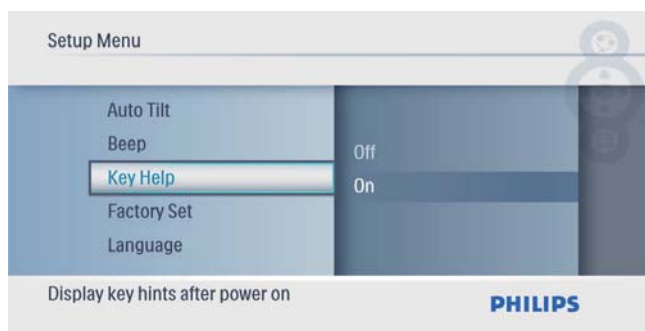 Setup Menu
Auto Tilt
Beep
Key Help
Factory Set
Language
Off
On
Display key hints after power on
PHILIPS